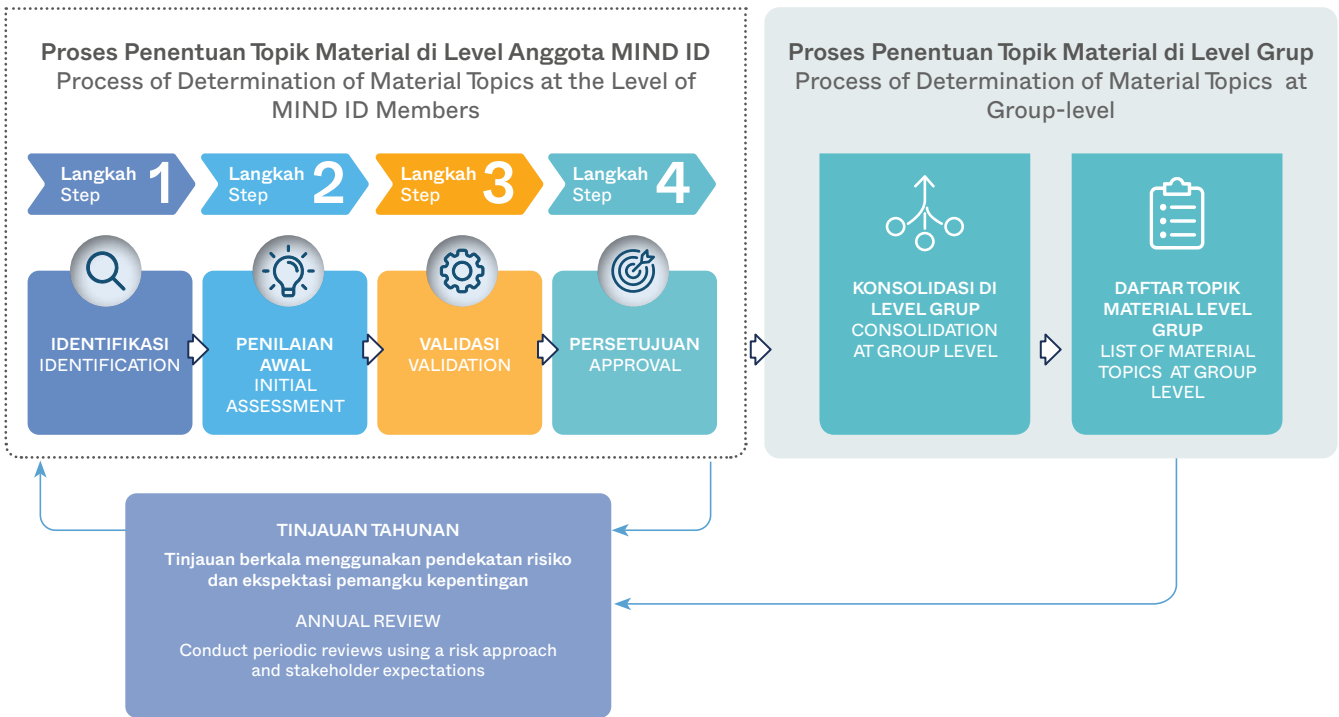 Proses Penentuan Topik Material di Level Anggota MIND ID
Process of Determination of Material Topics at the Level of
MIND ID Members
Langkah
Step
1
Langkah
Step
2
Langkah
Step
3
Langkah
Step
4
IDENTIFIKASI
IDENTIFICATION
PENILAIAN
AWAL
INITIAL
ASSESSMENT
VALIDASI
VALIDATION
PERSETUJUAN
APPROVAL
Proses Penentuan Topik Material di Level Grup
Process of Determination of Material Topics at
Group-level
KONSOLIDASI DI
LEVEL GRUP
CONSOLIDATION
AT GROUP LEVEL
DAFTAR TOPIK
MATERIAL LEVEL
GRUP
LIST OF MATERIAL
TOPICS AT GROUP
LEVEL
TINJAUAN TAHUNAN
Tinjauan berkala menggunakan pendekatan risiko
dan ekspektasi pemangku kepentingan
ANNUAL REVIEW
Conduct periodic reviews using a risk approach
and stakeholder expectations